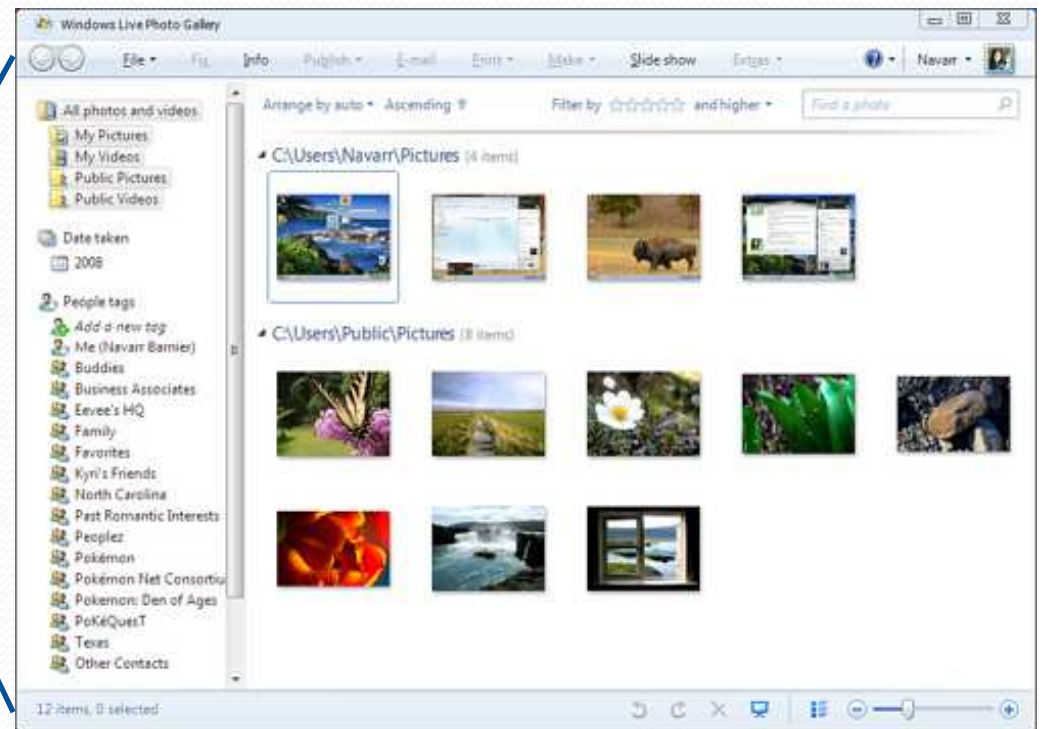 Windows Live Photo Gallery
File Fix Info Publish E-mail Print Make Slide show Extras Navarr
All photos and videos
My Pictures
My Videos
Public Pictures
Public Videos
Date taken
2008
People tags
Add a new tag
Me (Navarr Barnier)
Buddies
Business Associates
Eevee's HQ
Family
Favorites
Kyri's Friends
North Carolina
Past Romantic Interests
Peoplez
Pokémon
Pokémon Net Consortiu
Pokemon: Den of Ages
PoKéQuesT
Texas
Other Contacts
Arrange by auto Ascending Filter by and higher Find a photo
C:\Users\Navarr\Pictures (4 items)
C:\Users\Public\Pictures (8 items)
12 items, 0 selected